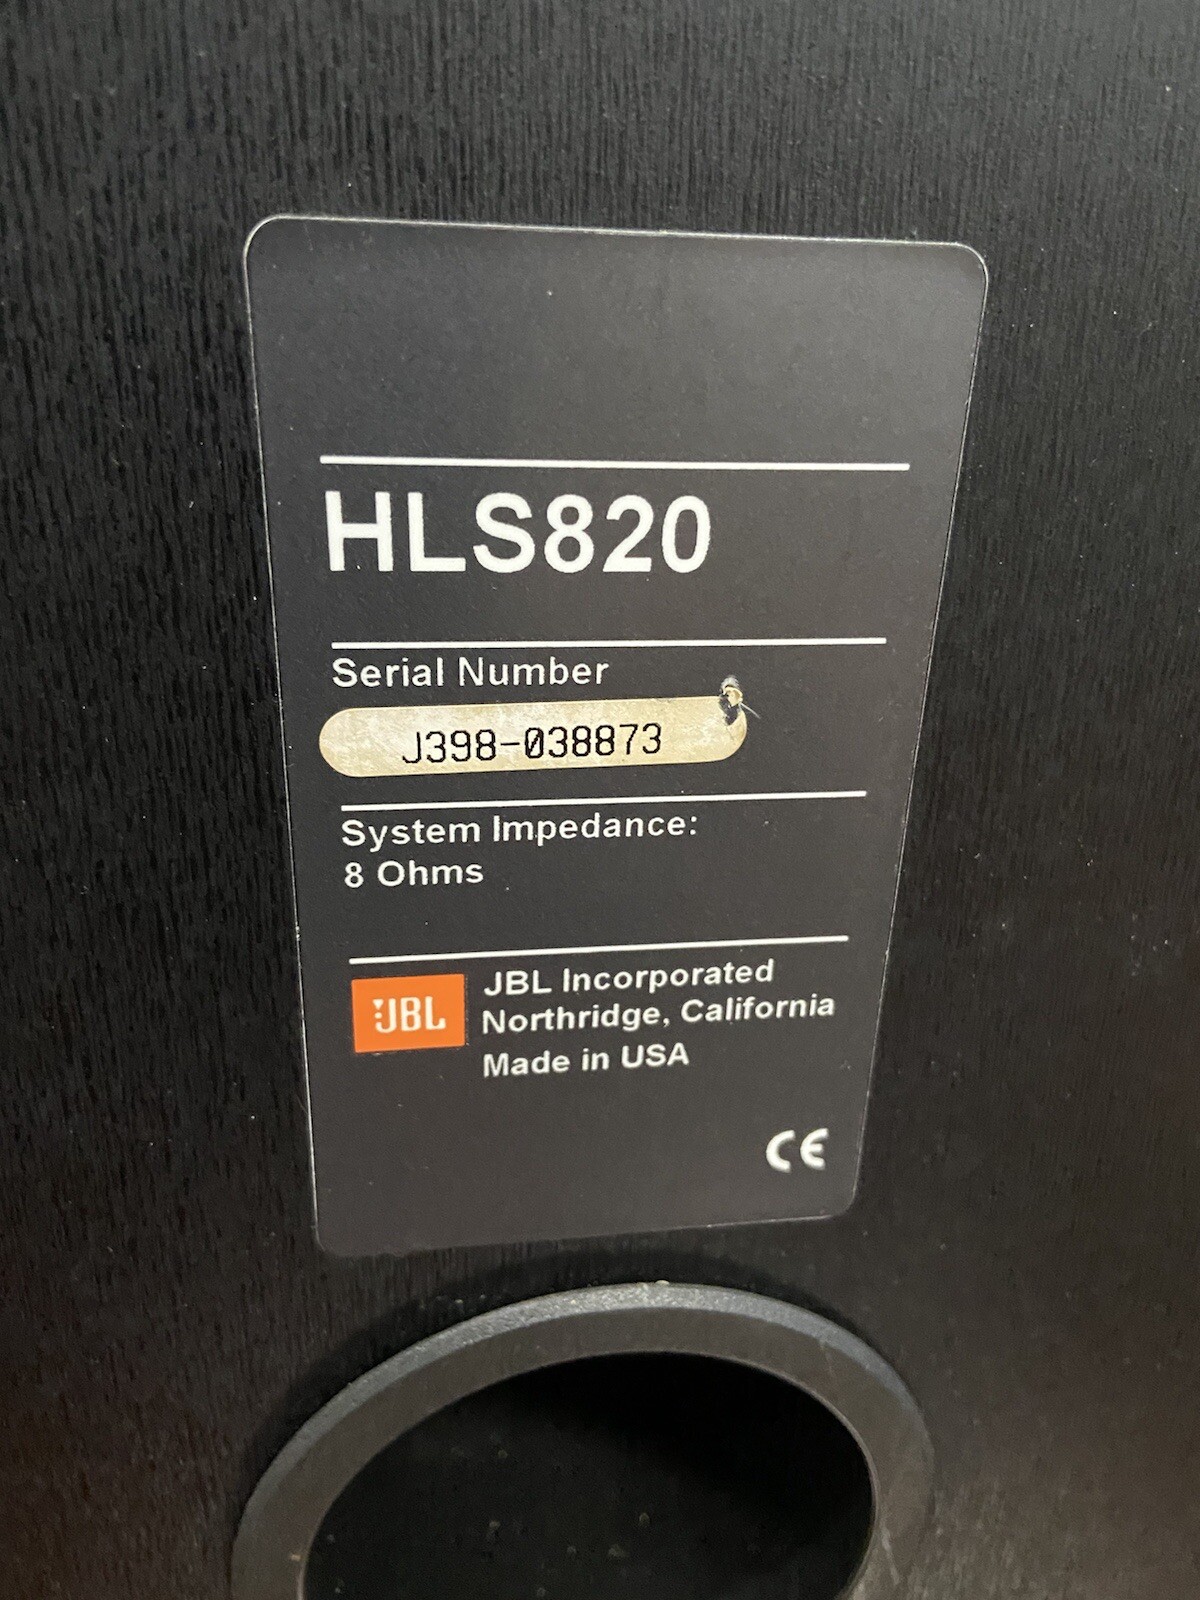 HLS820
Serial Number
J398-038873
System Impedance:
8 Ohms
JBL
JBL Incorporated
Northridge, California
Made in USA
CE